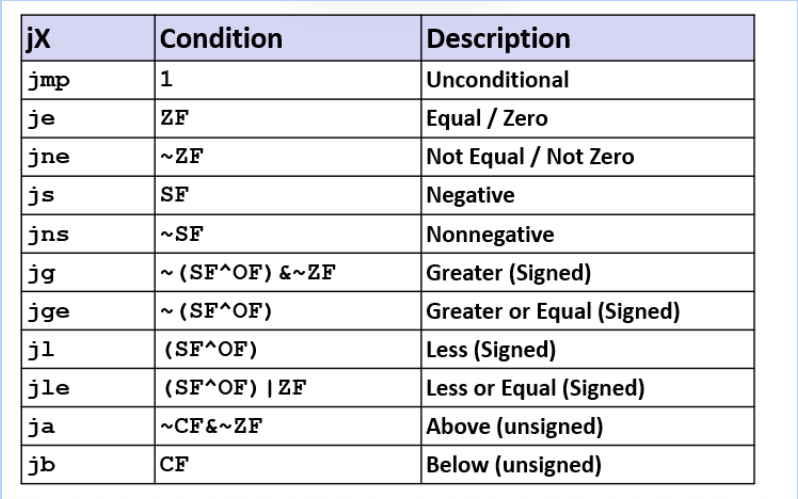 jX Condition Description
jmp 1 Unconditional
je ZF Equal / Zero
jne ~ZF Not Equal / Not Zero
js SF Negative
jns ~SF Nonnegative
jg ~(SF^OF)&~ZF Greater (Signed)
jge ~(SF^OF) Greater or Equal (Signed)
jl (SF^OF) Less (Signed)
jle (SF^OF)|ZF Less or Equal (Signed)
ja ~CF&~ZF Above (unsigned)
jb CF Below (unsigned)